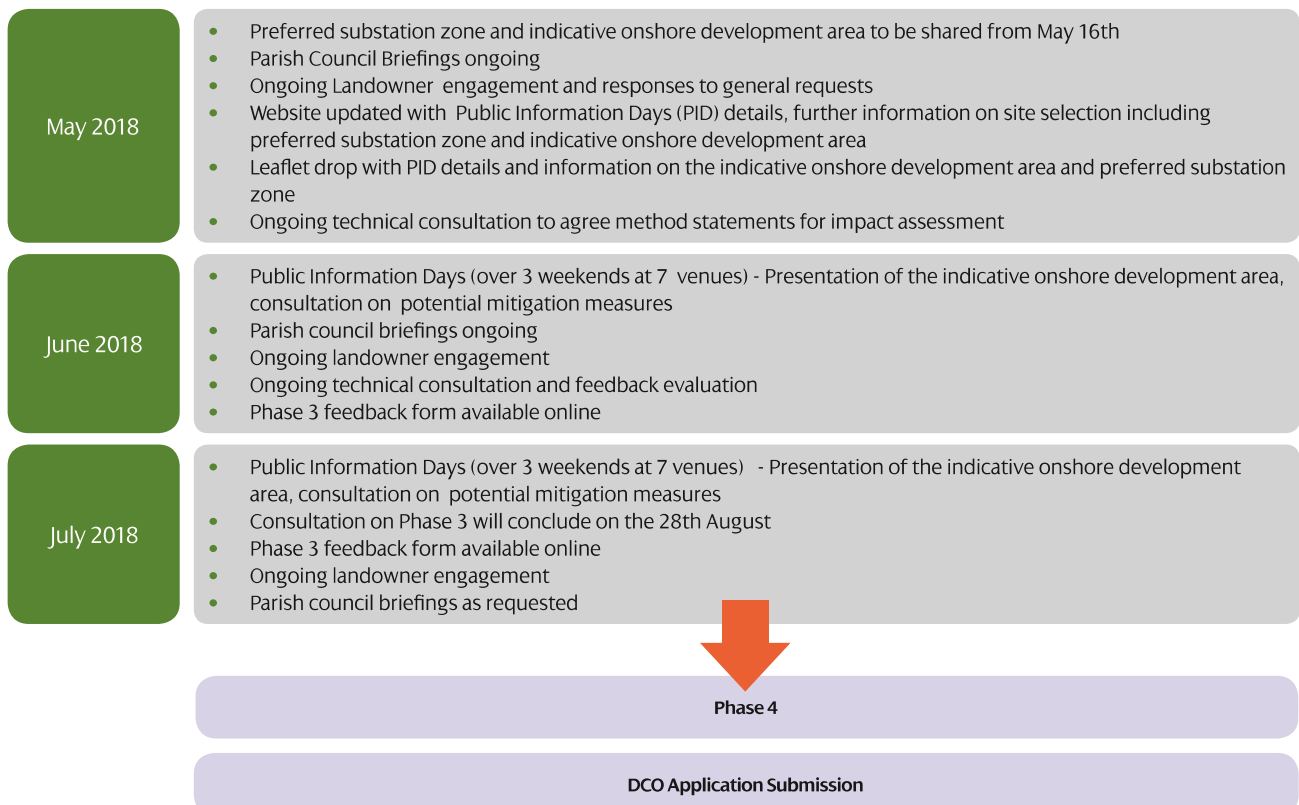 May 2018
• Preferred substation zone and indicative onshore development area to be shared from May 16th
• Parish Council Briefings ongoing
• Ongoing Landowner engagement and responses to general requests
• Website updated with Public Information Days (PID) details, further information on site selection including
preferred substation zone and indicative onshore development area
• Leaflet drop with PID details and information on the indicative onshore development area and preferred substation
zone
• Ongoing technical consultation to agree method statements for impact assessment
June 2018
• Public Information Days (over 3 weekends at 7 venues) - Presentation of the indicative onshore development area,
consultation on potential mitigation measures
• Parish council briefings ongoing
• Ongoing landowner engagement
• Ongoing technical consultation and feedback evaluation
• Phase 3 feedback form available online
July 2018
• Public Information Days (over 3 weekends at 7 venues) - Presentation of the indicative onshore development
area, consultation on potential mitigation measures
• Consultation on Phase 3 will conclude on the 28th August
• Phase 3 feedback form available online
• Ongoing landowner engagement
• Parish council briefings as requested
Phase 4
DCO Application Submission